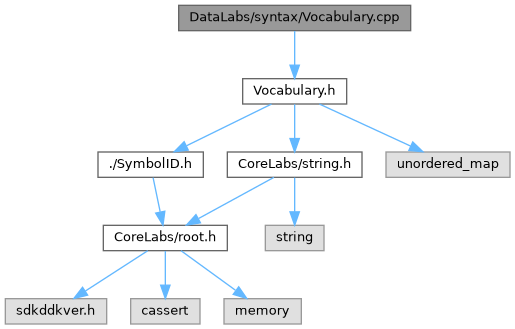 DataLabs/syntax/Vocabulary.cpp
Vocabulary.h
./SymbolID.h
CoreLabs/string.h
unordered_map
CoreLabs/root.h
string
sdkddkver.h
cassert
memory